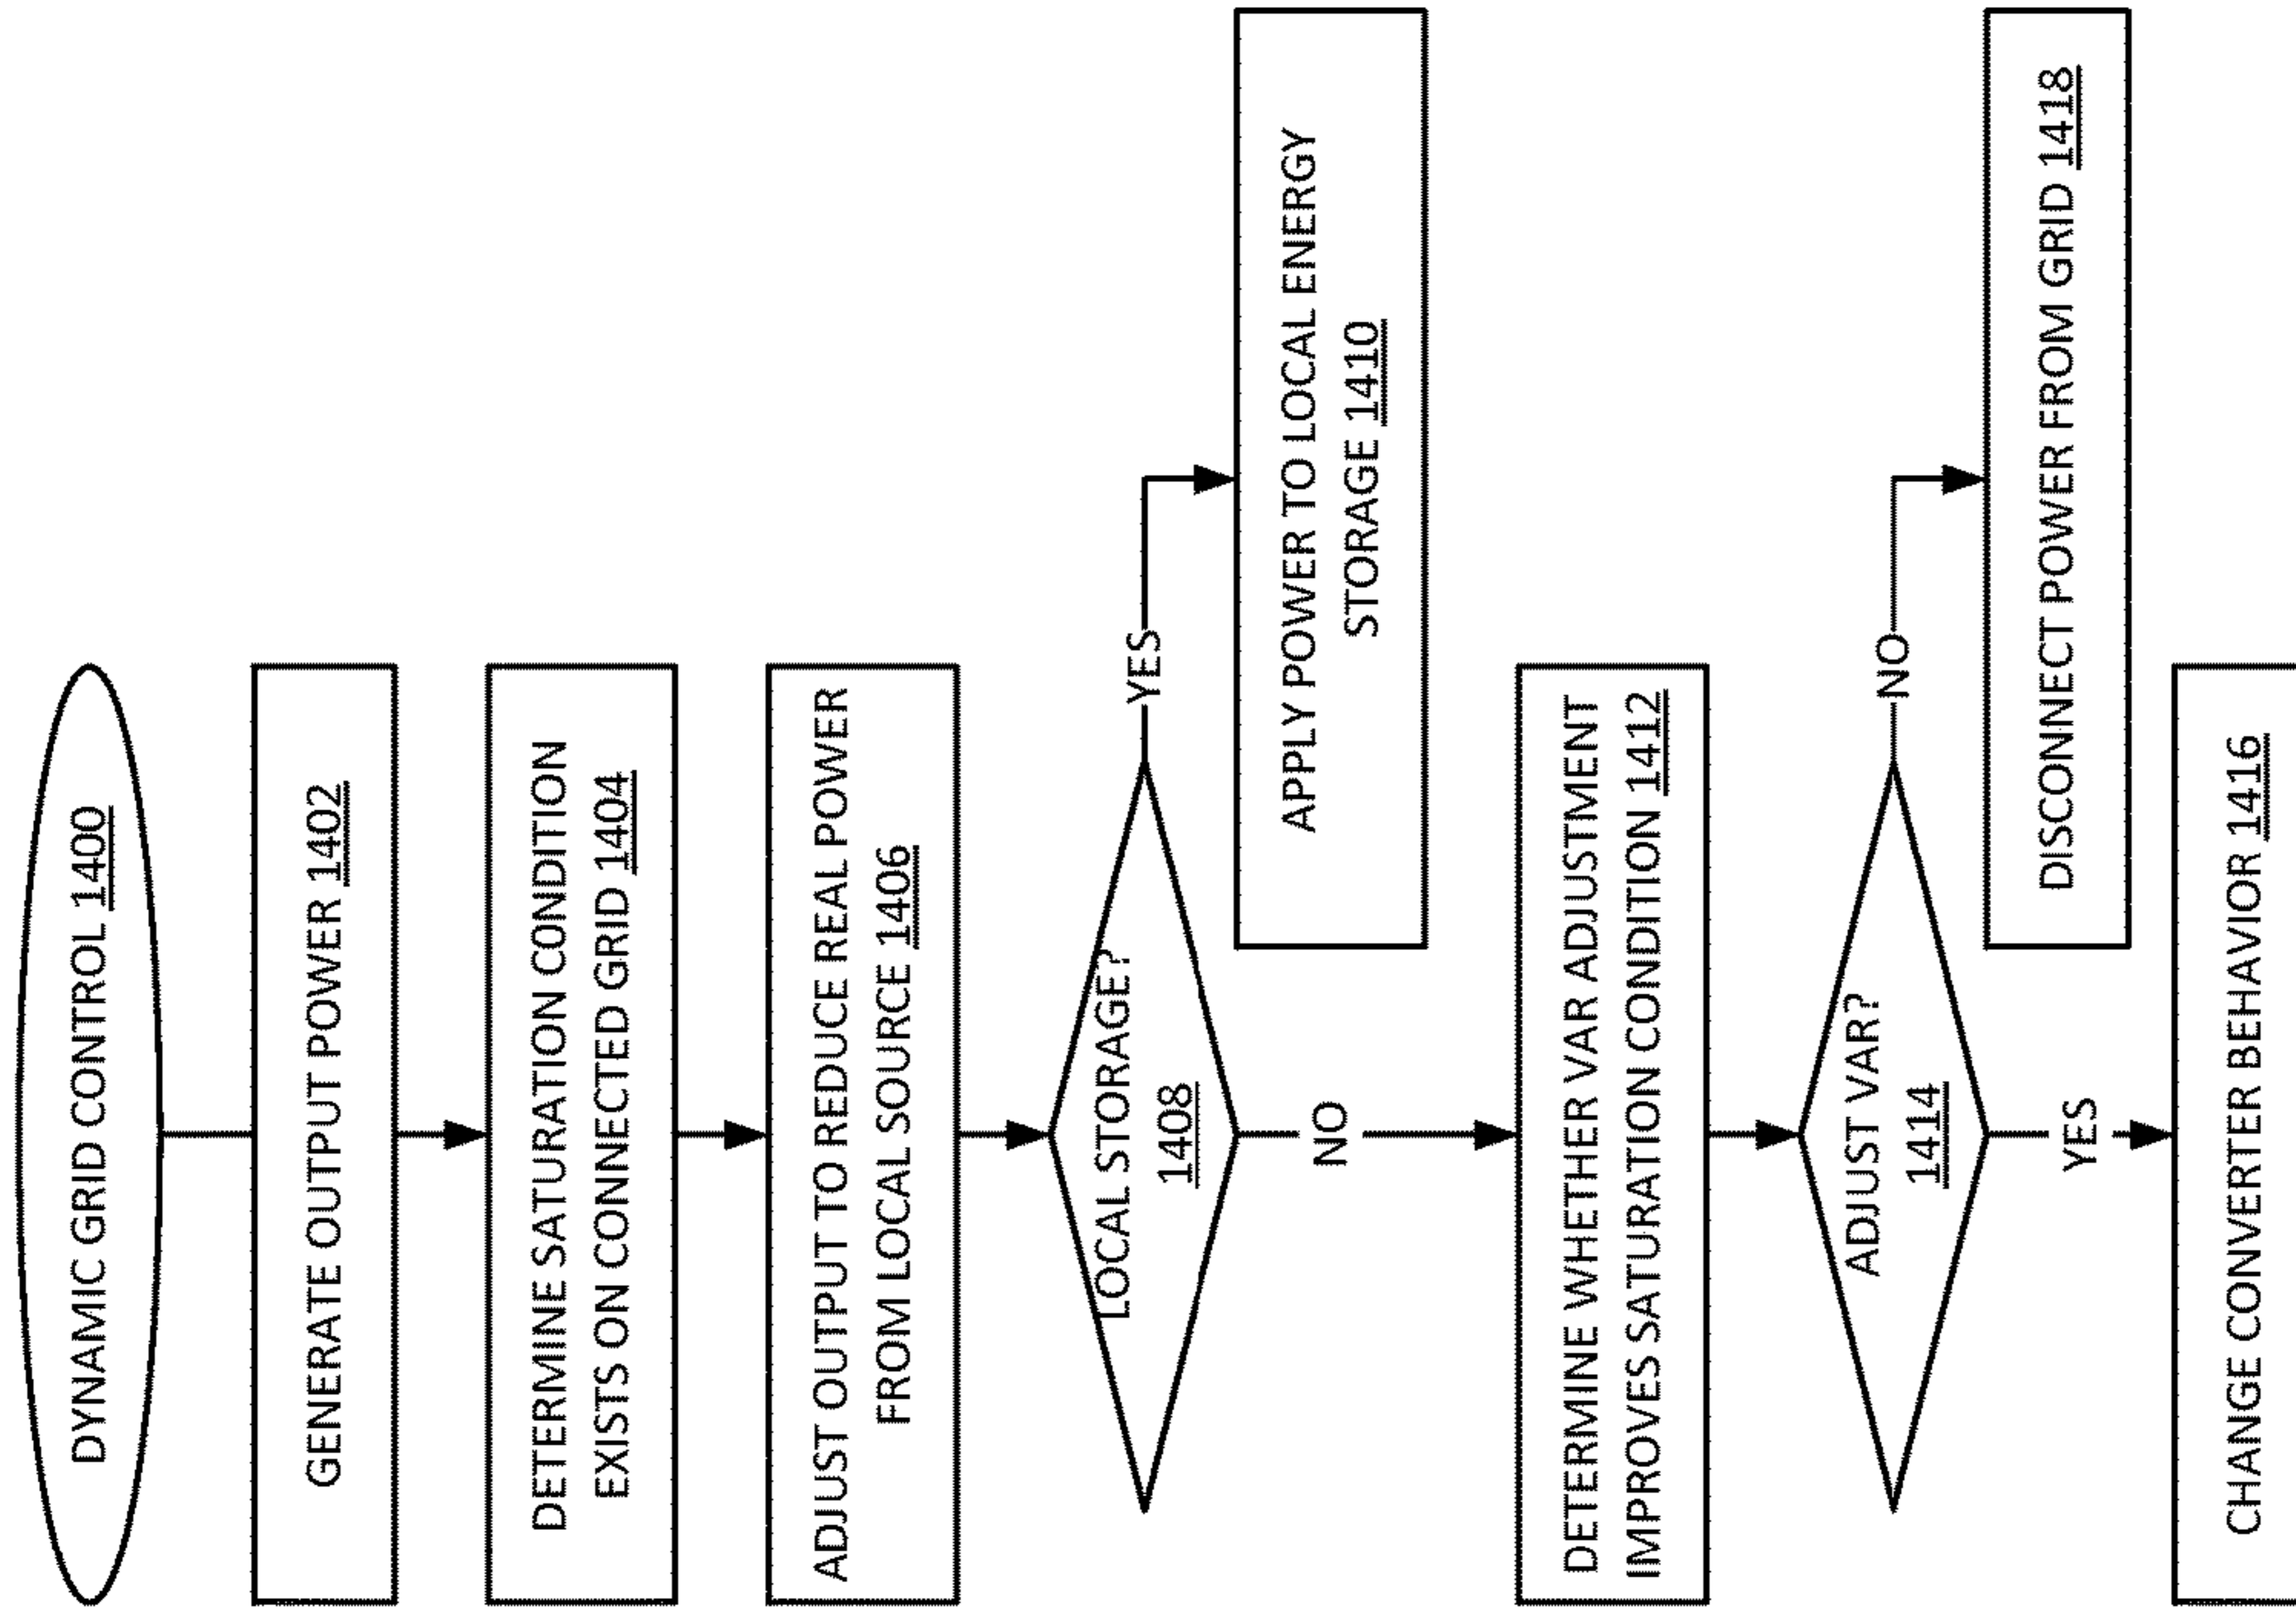 DYNAMIC GRID CONTROL 1400
GENERATE OUTPUT POWER 1402
DETERMINE SATURATION CONDITION
EXISTS ON CONNECTED GRID 1404
ADJUST OUTPUT TO REDUCE REAL POWER
FROM LOCAL SOURCE 1406
LOCAL STORAGE?
1408
YES
APPLY POWER TO LOCAL ENERGY
STORAGE 1410
NO
DETERMINE WHETHER VAR ADJUSTMENT
IMPROVES SATURATION CONDITION 1412
ADJUST VAR?
1414
NO
DISCONNECT POWER FROM GRID 1418
YES
CHANGE CONVERTER BEHAVIOR 1416